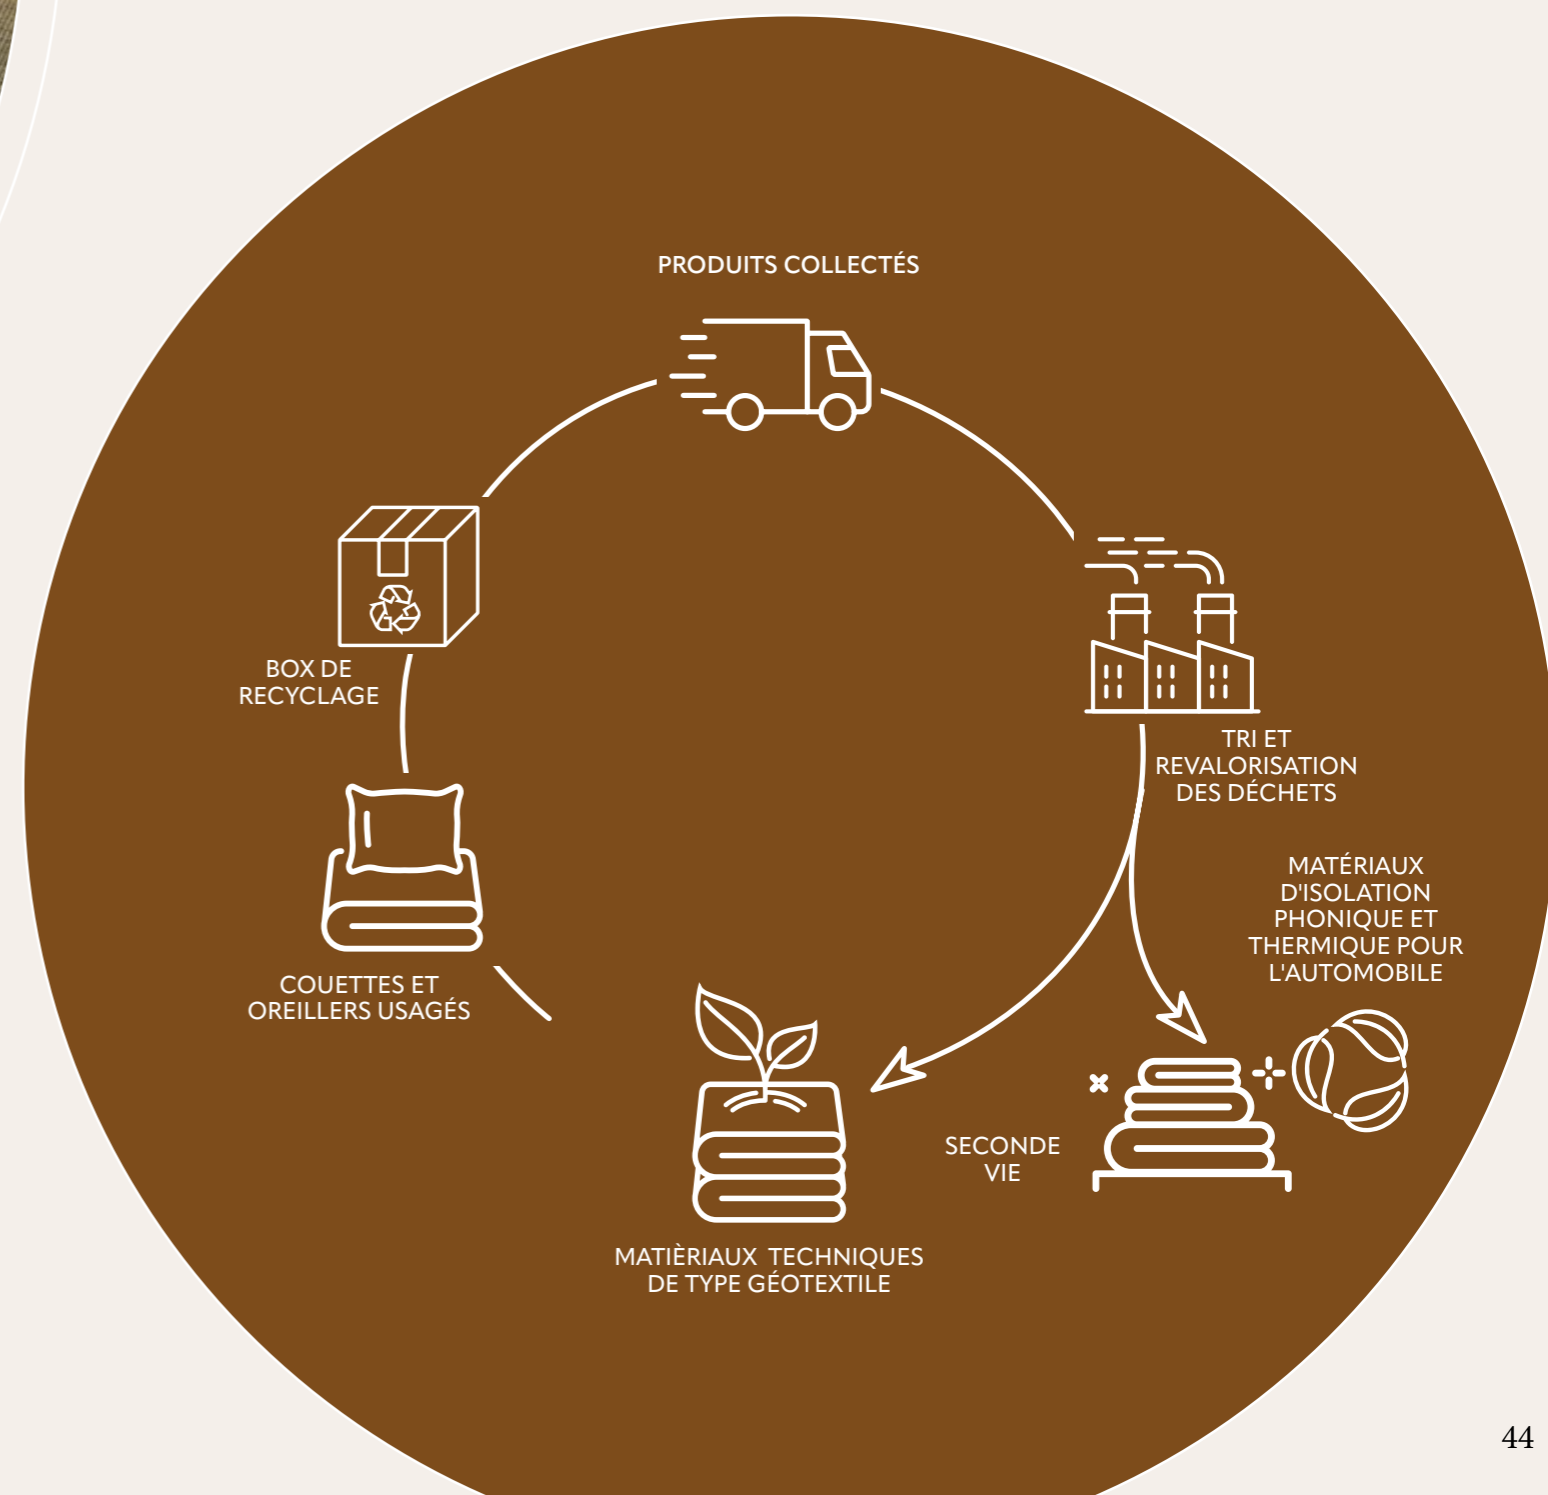 PRODUITS COLLECTÉS
BOX DE
RECYCLAGE
TRI ET
REVALORISATION
DES DÉCHETS
MATÉRIAUX
D'ISOLATION
PHONIQUE ET
THERMIQUE POUR
L'AUTOMOBILE
COUETTES ET
OREILLERS USAGÉS
SECONDE
VIE
MATIÈRIAUX TECHNIQUES
DE TYPE GÉOTEXTILE
44